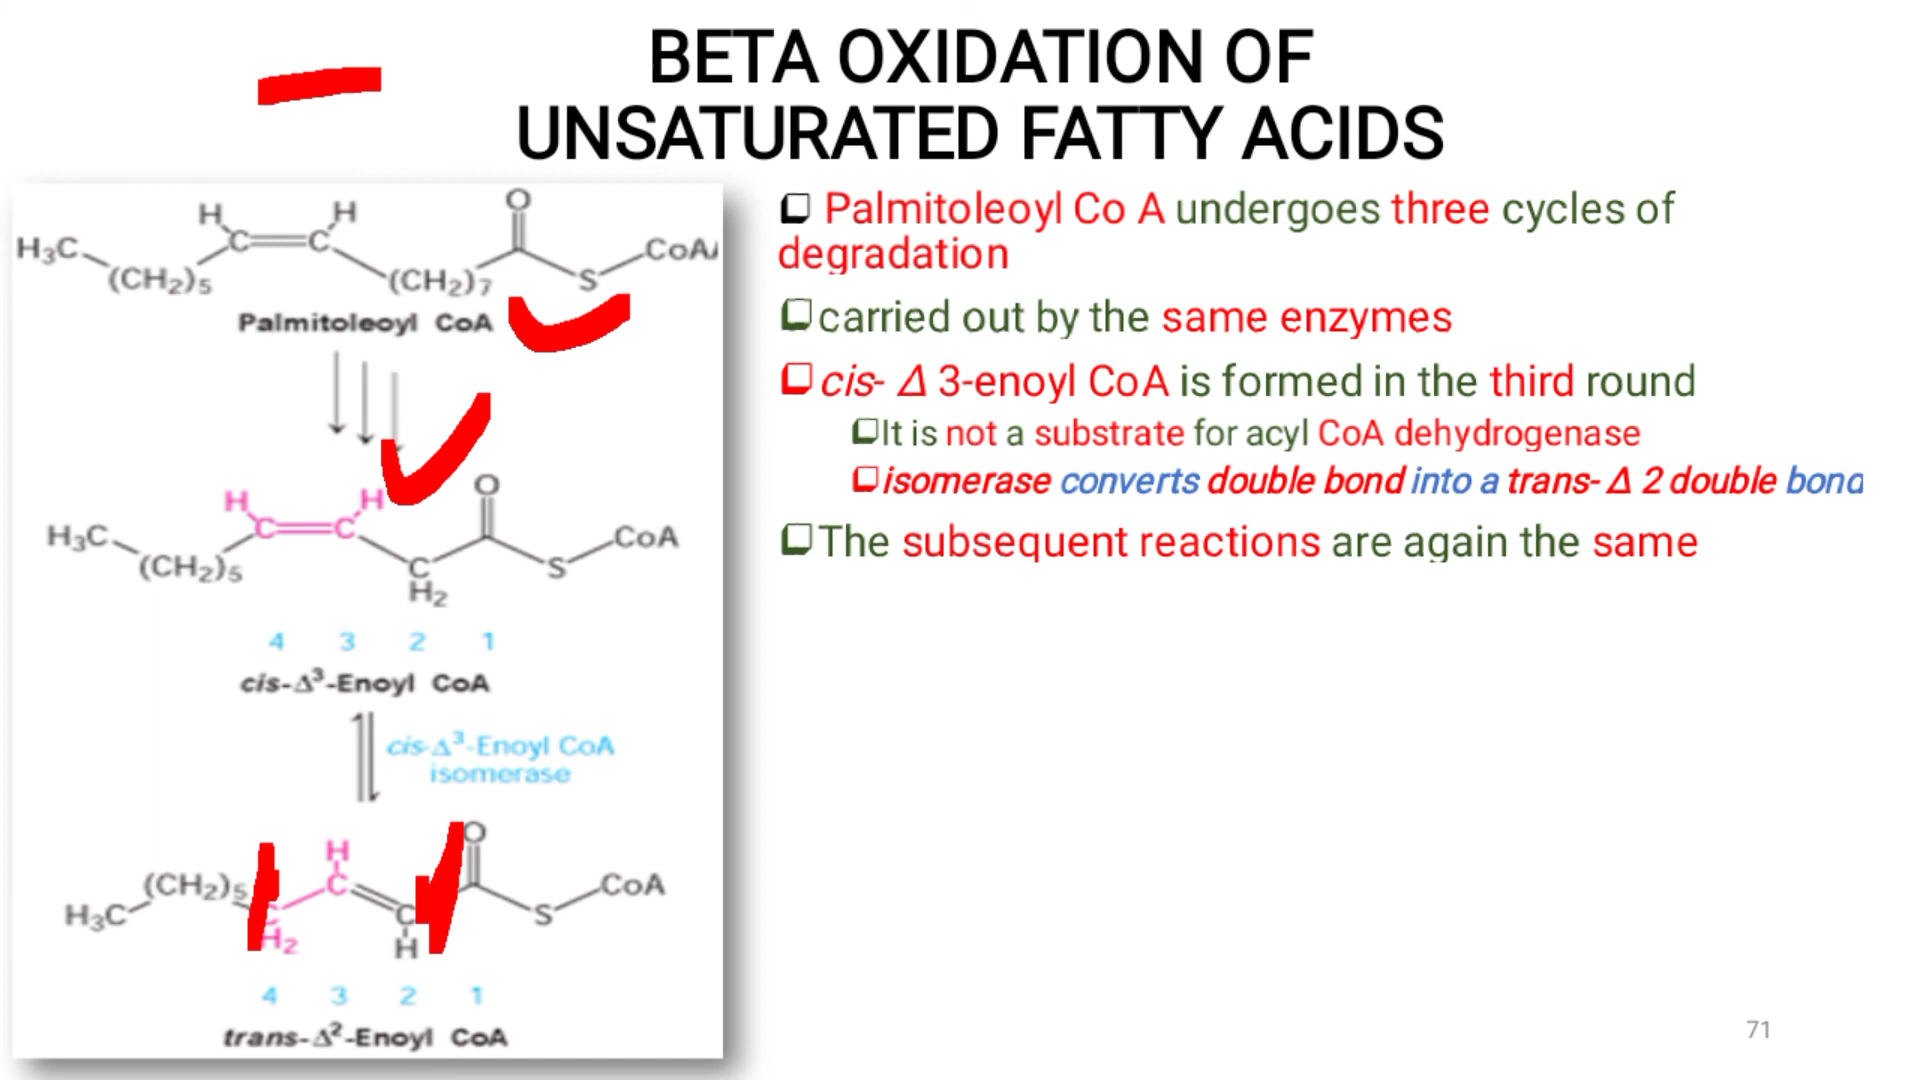 BETA OXIDATION OF
UNSATURATED FATTY ACIDS
H H O
H₃C C C CoA
(CH₂)₅ (CH₂)₇ S
Palmitoleoyl CoA
H H O
H₃C C C CoA
(CH₂)₅ C S
H₂
4 3 2 1
cis-Δ³-Enoyl CoA
cis-Δ³-Enoyl CoA
isomerase
H O
(CH₂)₅ C CoA
H₃C C S
H₂ H
4 3 2 1
trans-Δ²-Enoyl CoA
Palmitoleoyl Co A undergoes three cycles of
degradation
carried out by the same enzymes
cis- Δ 3-enoyl CoA is formed in the third round
It is not a substrate for acyl CoA dehydrogenase
isomerase converts double bond into a trans- Δ 2 double bond
The subsequent reactions are again the same
71